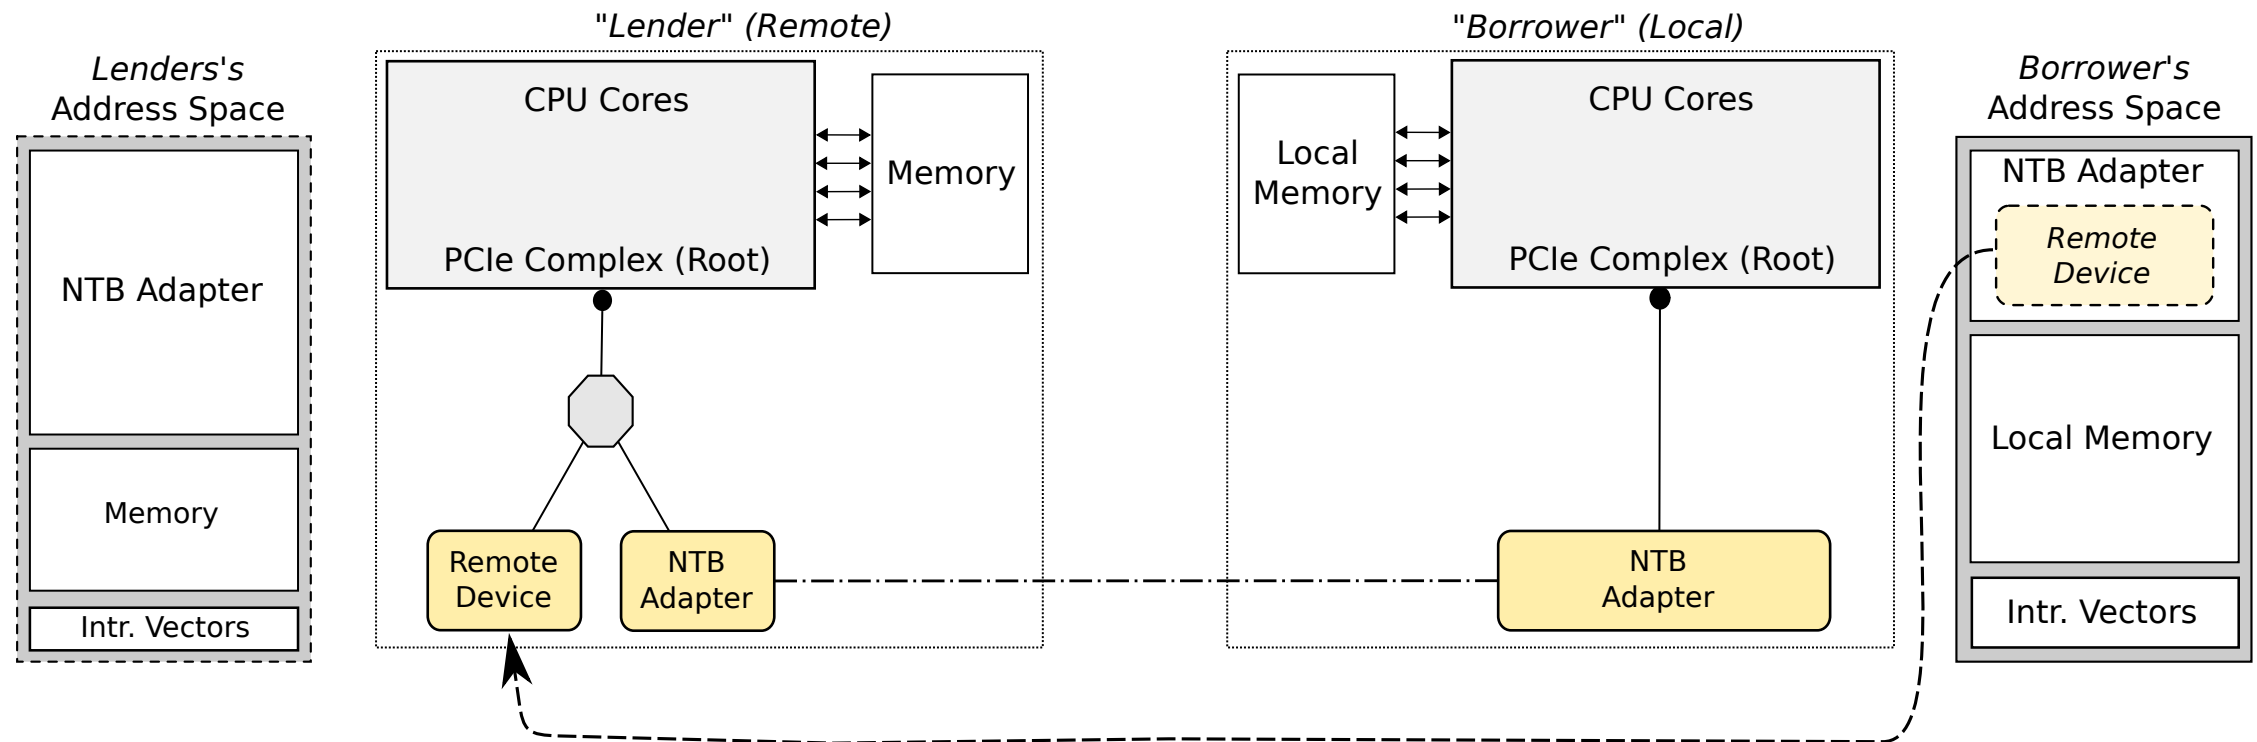 Lenders's
Address Space
NTB Adapter
Memory
Intr. Vectors
"Lender" (Remote)
CPU Cores
PCIe Complex (Root)
Memory
Remote
Device
NTB
Adapter
"Borrower" (Local)
Local
Memory
CPU Cores
PCIe Complex (Root)
NTB
Adapter
Borrower's
Address Space
NTB Adapter
Remote
Device
Local Memory
Intr. Vectors